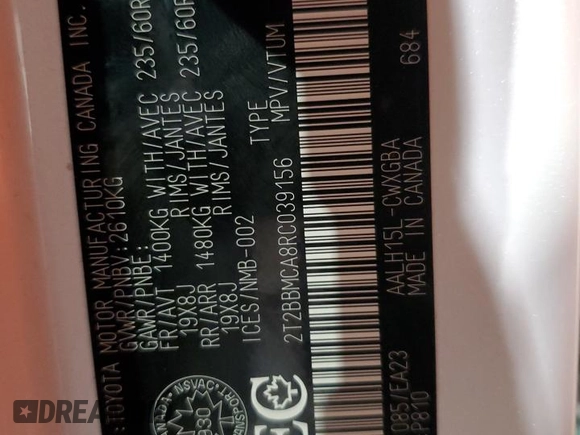 :TOYOTA MOTOR MANUFACTURING CANADA INC.
GVWR/PNBV:2610KG
GAWR/PNBE:
FR/AVT 1400KG WITH/AVEC 235/60R
19X8J RIMS/JANTES
RR/ARR 1480KG WITH/AVEC 235/60R
19X8J RIMS/JANTES
ICES/NMB-002 TYPE
MPV/VTUM
2T2BBMCA8RC039156
085/EA23 AALH15L-CWXGBA 684
P810 MADE IN CANADA
NSVAC
TRANSPORT
DREA